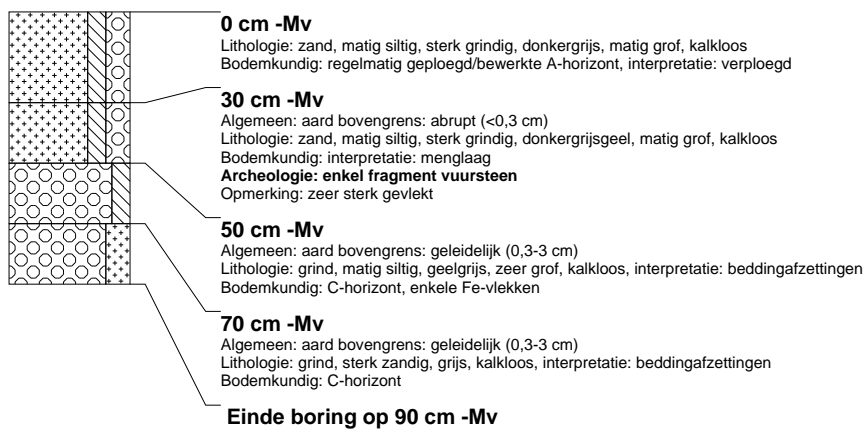 0 cm -Mv
Lithologie: zand, matig siltig, sterk grindig, donkergrijs, matig grof, kalkloos
Bodemkundig: regelmatig geploegd/bewerkte A-horizont, interpretatie: verploegd
30 cm -Mv
Algemeen: aard bovengrens: abrupt (<0,3 cm)
Lithologie: zand, matig siltig, sterk grindig, donkergrijsgeel, matig grof, kalkloos
Bodemkundig: interpretatie: menglaag
Archeologie: enkel fragment vuursteen
Opmerking: zeer sterk gevlekt
50 cm -Mv
Algemeen: aard bovengrens: geleidelijk (0,3-3 cm)
Lithologie: grind, matig siltig, geelgrijs, zeer grof, kalkloos, interpretatie: beddingafzettingen
Bodemkundig: C-horizont, enkele Fe-vlekken
70 cm -Mv
Algemeen: aard bovengrens: geleidelijk (0,3-3 cm)
Lithologie: grind, sterk zandig, grijs, kalkloos, interpretatie: beddingafzettingen
Bodemkundig: C-horizont
Einde boring op 90 cm -Mv